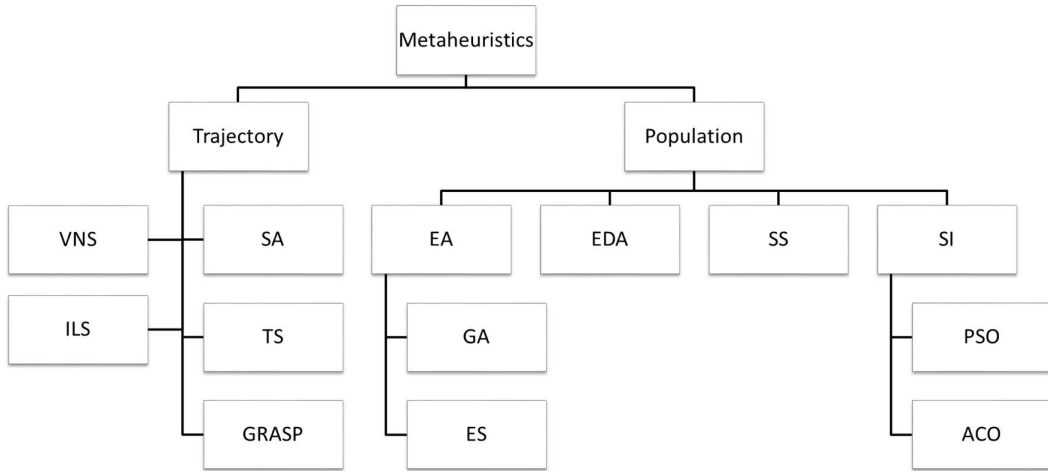 Metaheuristics
Trajectory
Population
VNS
SA
EA
EDA
SS
SI
ILS
TS
GA
PSO
GRASP
ES
ACO